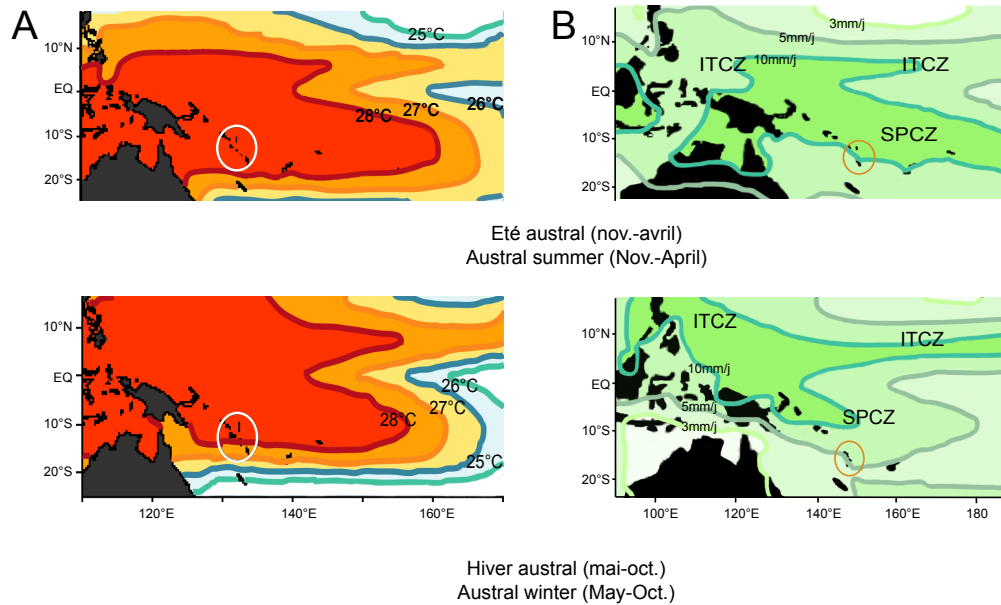 A
B
25°C
26°C
27°C
28°C
10°N
EQ
10°S
20°S
3mm/j
5mm/j
10mm/j
ITCZ
ITCZ
SPCZ
10°N
EQ
10°S
20°S
Eté austral (nov.-avril)
Austral summer (Nov.-April)
26°C
27°C
28°C
25°C
10°N
EQ
10°S
20°S
120°E
140°E
160°E
ITCZ
ITCZ
10mm/j
5mm/j
3mm/j
SPCZ
10°N
EQ
10°S
20°S
100°E
120°E
140°E
160°E
180
Hiver austral (mai-oct.)
Austral winter (May-Oct.)